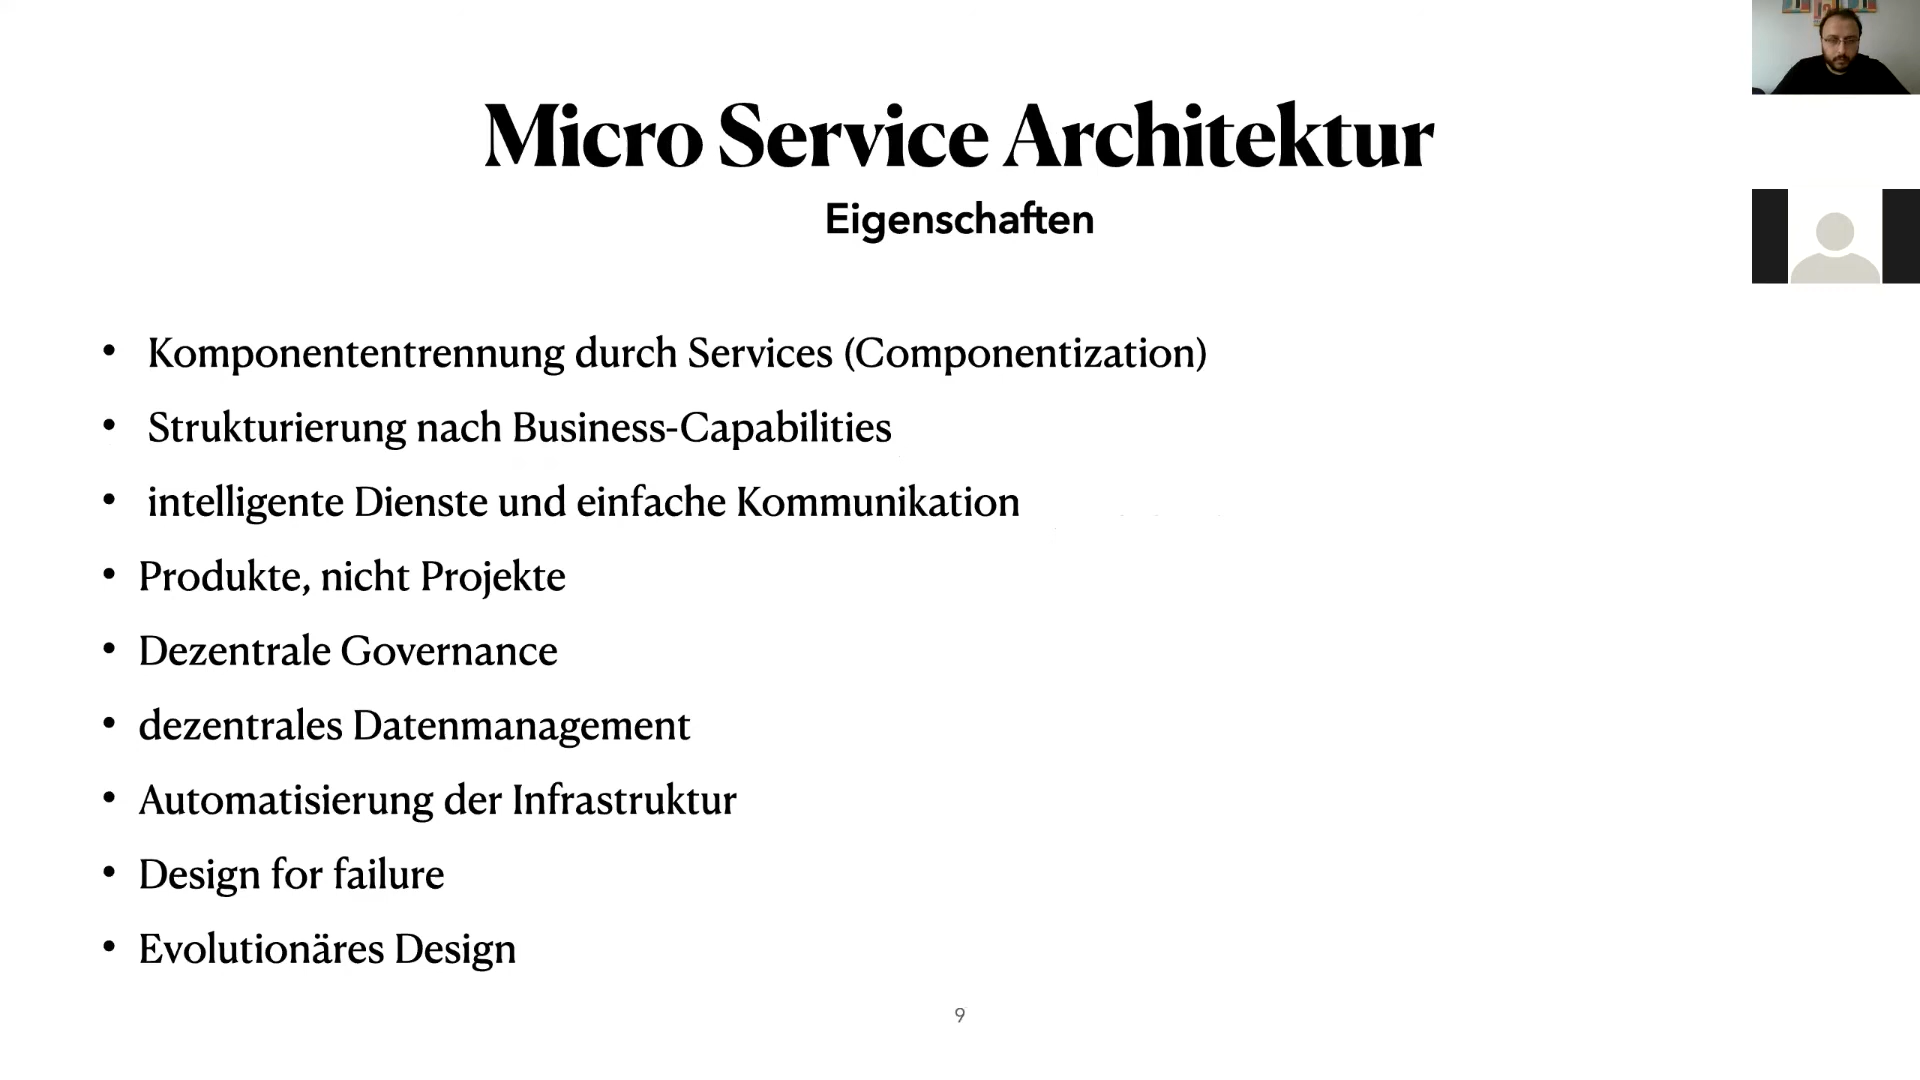 Micro Service Architektur
Eigenschaften
• Komponententrennung durch Services (Componentization)
• Strukturierung nach Business-Capabilities
• intelligente Dienste und einfache Kommunikation
• Produkte, nicht Projekte
• Dezentrale Governance
• dezentrales Datenmanagement
• Automatisierung der Infrastruktur
• Design for failure
• Evolutionäres Design
9